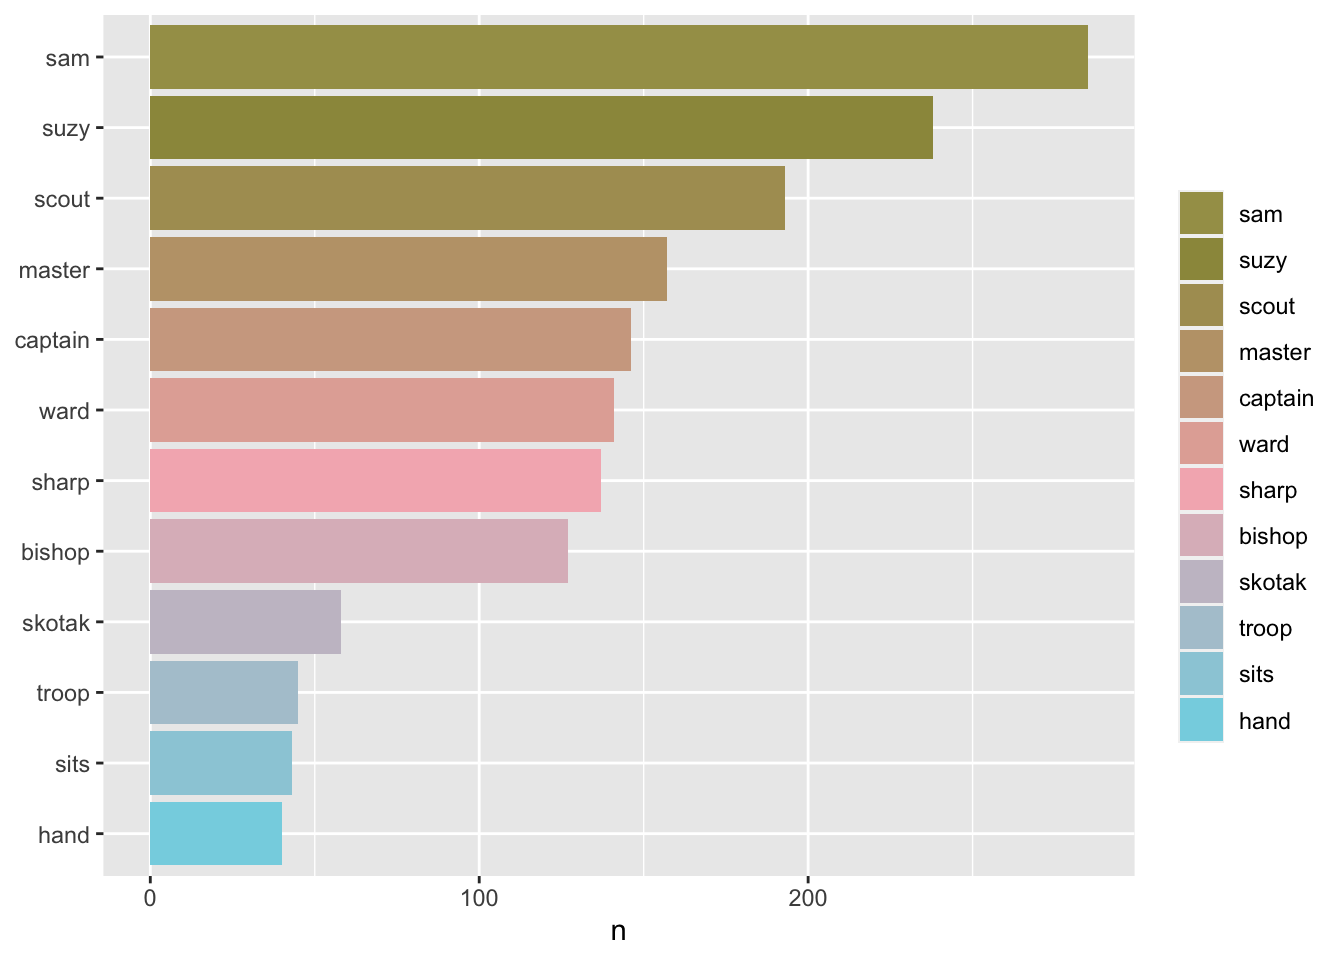 sam
suzy
scout
master
captain
ward
sharp
bishop
skotak
troop
sits
hand
0 100 200
n
sam
suzy
scout
master
captain
ward
sharp
bishop
skotak
troop
sits
hand